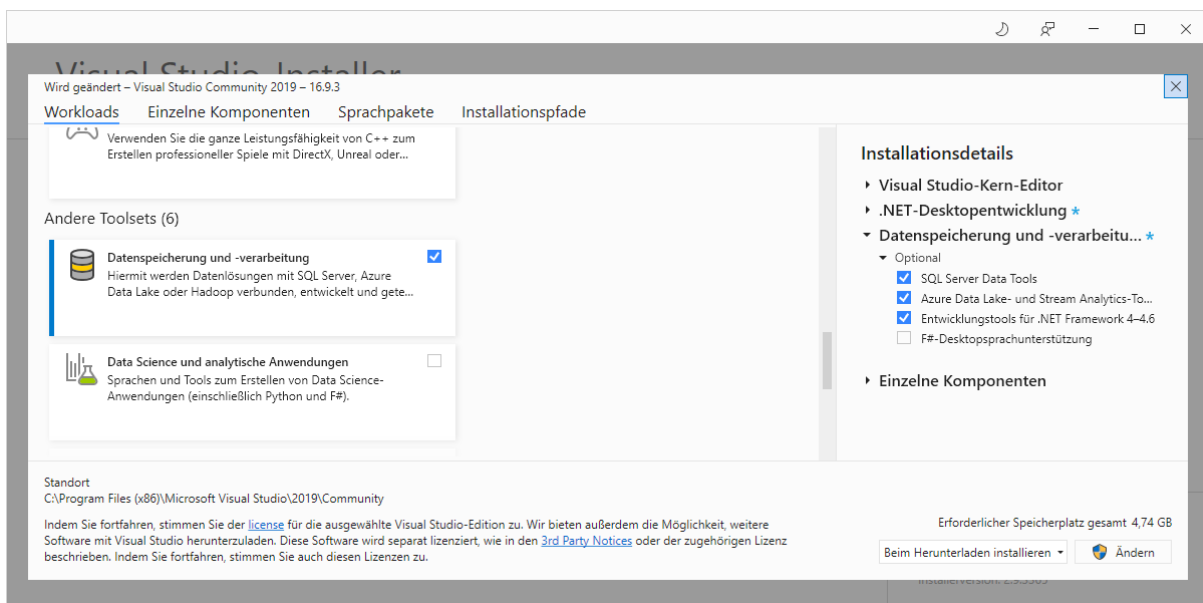 Visual Studio Installer
Wird geändert – Visual Studio Community 2019 – 16.9.3
Workloads Einzelne Komponenten Sprachpakete Installationspfade
Verwenden Sie die ganze Leistungsfähigkeit von C++ zum
Erstellen professioneller Spiele mit DirectX, Unreal oder...
Andere Toolsets (6)
Datenspeicherung und -verarbeitung
Hiermit werden Datenlösungen mit SQL Server, Azure
Data Lake oder Hadoop verbunden, entwickelt und gete...
Data Science und analytische Anwendungen
Sprachen und Tools zum Erstellen von Data Science-
Anwendungen (einschließlich Python und F#).
Installationsdetails
Visual Studio-Kern-Editor
.NET-Desktopentwicklung *
Datenspeicherung und -verarbeitu... *
Optional
SQL Server Data Tools
Azure Data Lake- und Stream Analytics-To...
Entwicklungstools für .NET Framework 4–4.6
F#-Desktopsprachunterstützung
Einzelne Komponenten
Standort
C:\Program Files (x86)\Microsoft Visual Studio\2019\Community
Indem Sie fortfahren, stimmen Sie der license für die ausgewählte Visual Studio-Edition zu. Wir bieten außerdem die Möglichkeit, weitere
Software mit Visual Studio herunterzuladen. Diese Software wird separat lizenziert, wie in den 3rd Party Notices oder der zugehörigen Lizenz
beschrieben. Indem Sie fortfahren, stimmen Sie auch diesen Lizenzen zu.
Erforderlicher Speicherplatz gesamt 4,74 GB
Beim Herunterladen installieren Ändern